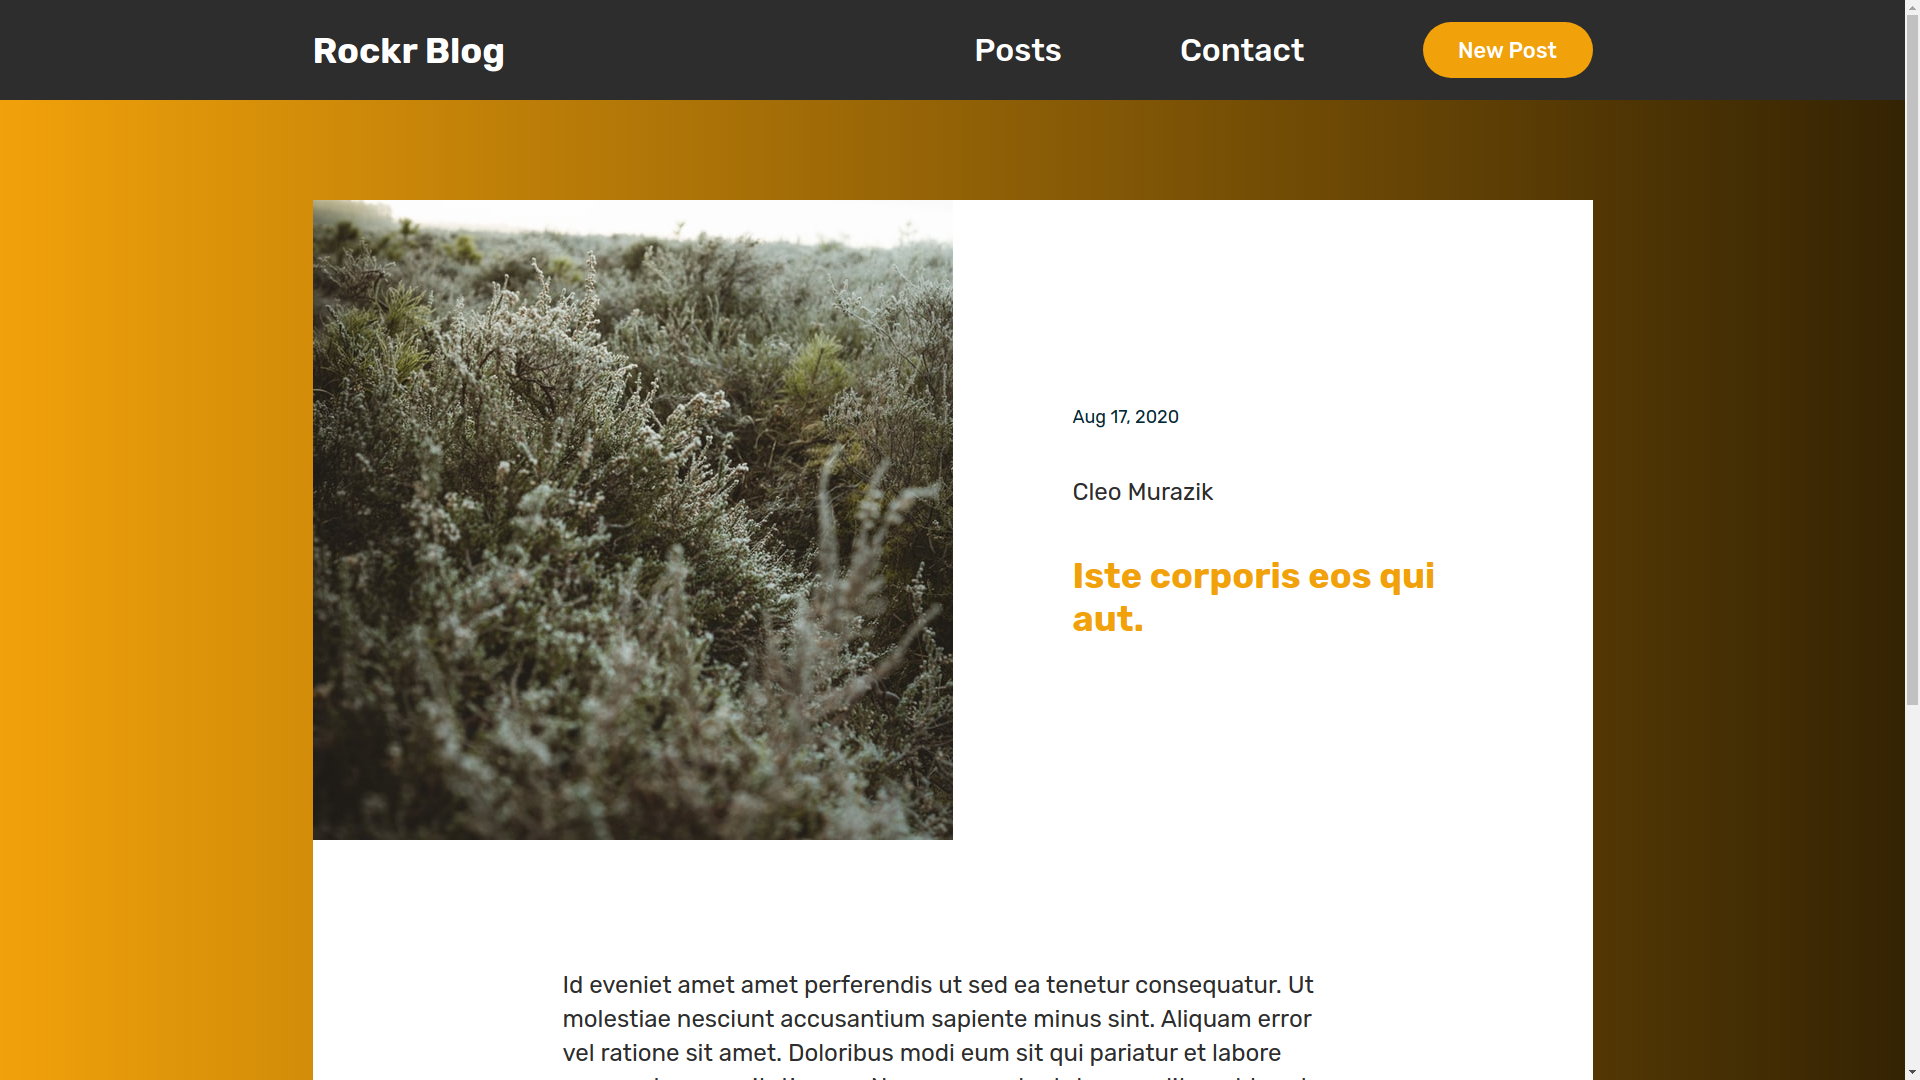 Rockr Blog
Posts
Contact
New Post
Aug 17, 2020
Cleo Murazik
Iste corporis eos qui
aut.
Id eveniet amet amet perferendis ut sed ea tenetur consequatur. Ut
molestiae nesciunt accusantium sapiente minus sint. Aliquam error
vel ratione sit amet. Doloribus modi eum sit qui pariatur et labore